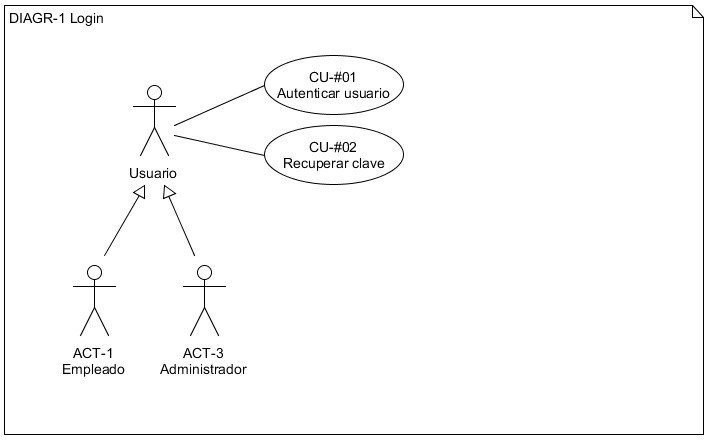 DIAGR-1 Login
CU-#01
Autenticar usuario
CU-#02
Recuperar clave
Usuario
ACT-1
Empleado
ACT-3
Administrador